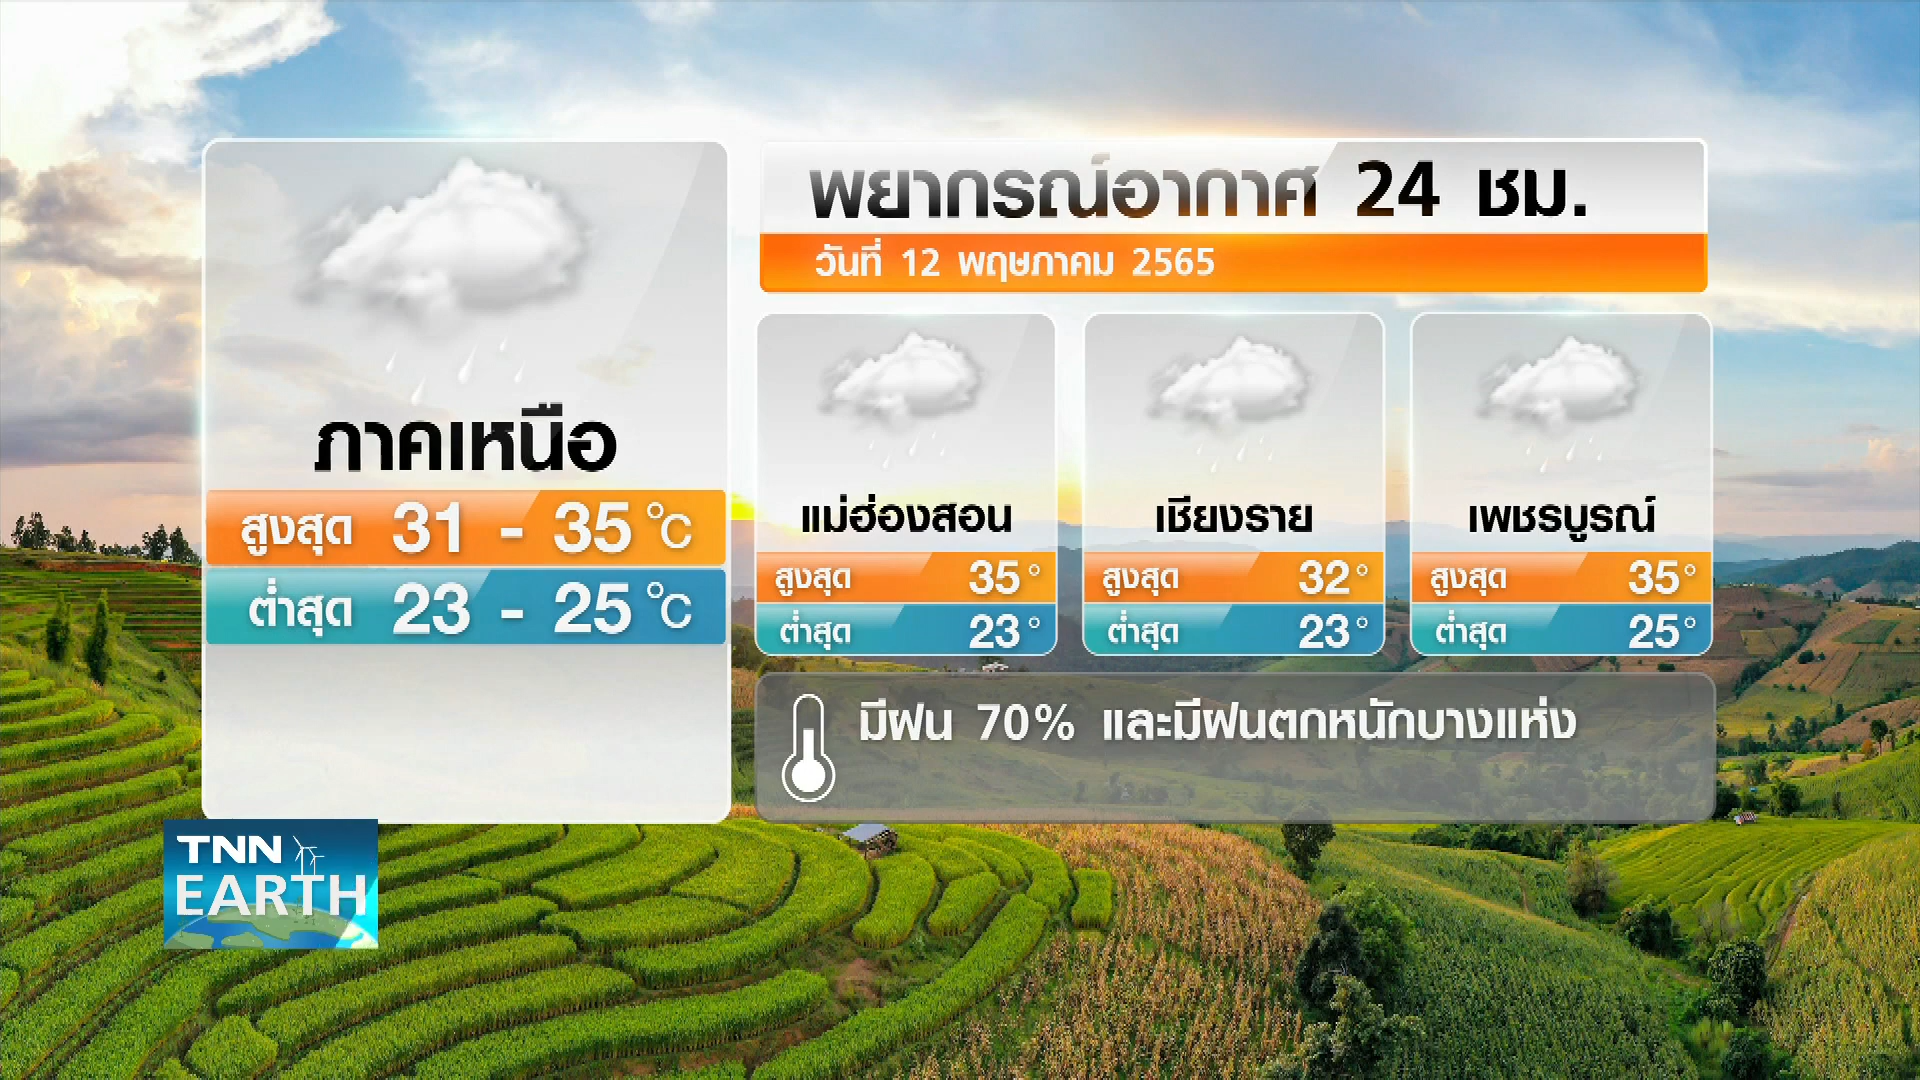 ภาคเหนือ
สูงสุด 31 - 35 °C
ต่ำสุด 23 - 25 °C
พยากรณ์อากาศ 24 ชม.
วันที่ 12 พฤษภาคม 2565
แม่ฮ่องสอน
สูงสุด 35°
ต่ำสุด 23°
เชียงราย
สูงสุด 32°
ต่ำสุด 23°
เพชรบูรณ์
สูงสุด 35°
ต่ำสุด 25°
มีฝน 70% และมีฝนตกหนักบางแห่ง
TNN
EARTH